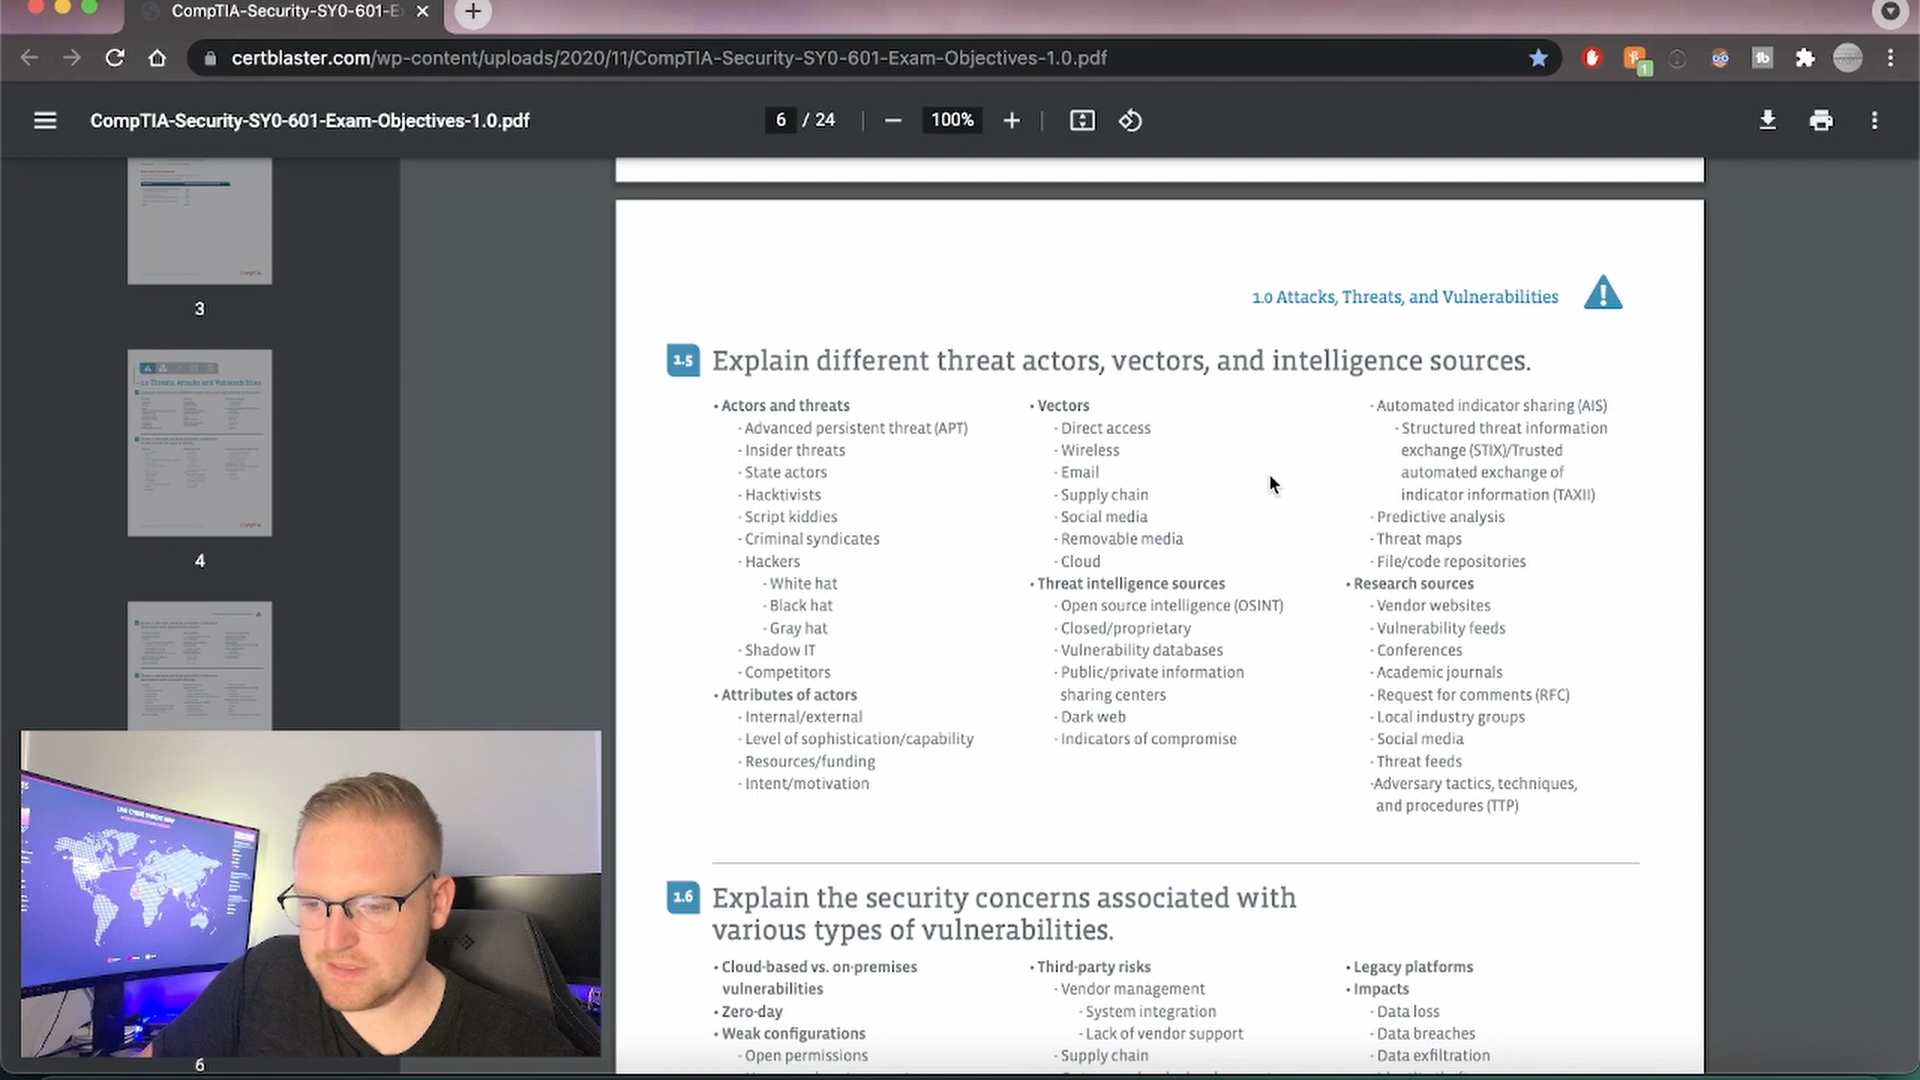 CompTIA-Security-SY0-601-E
certblaster.com/wp-content/uploads/2020/11/CompTIA-Security-SY0-601-Exam-Objectives-1.0.pdf
1
tb
CompTIA-Security-SY0-601-Exam-Objectives-1.0.pdf
6 / 24
100%
3
4
6
1.0 Attacks, Threats, and Vulnerabilities
1.5 Explain different threat actors, vectors, and intelligence sources.
• Actors and threats
- Advanced persistent threat (APT)
- Insider threats
- State actors
- Hacktivists
- Script kiddies
- Criminal syndicates
- Hackers
- White hat
- Black hat
- Gray hat
- Shadow IT
- Competitors
• Attributes of actors
- Internal/external
- Level of sophistication/capability
- Resources/funding
- Intent/motivation
• Vectors
- Direct access
- Wireless
- Email
- Supply chain
- Social media
- Removable media
- Cloud
• Threat intelligence sources
- Open source intelligence (OSINT)
- Closed/proprietary
- Vulnerability databases
- Public/private information
sharing centers
- Dark web
- Indicators of compromise
- Automated indicator sharing (AIS)
- Structured threat information
exchange (STIX)/Trusted
automated exchange of
indicator information (TAXII)
- Predictive analysis
- Threat maps
- File/code repositories
• Research sources
- Vendor websites
- Vulnerability feeds
- Conferences
- Academic journals
- Request for comments (RFC)
- Local industry groups
- Social media
- Threat feeds
-Adversary tactics, techniques,
and procedures (TTP)
1.6 Explain the security concerns associated with
various types of vulnerabilities.
• Cloud-based vs. on-premises
vulnerabilities
• Zero-day
• Weak configurations
- Open permissions
• Third-party risks
- Vendor management
- System integration
- Lack of vendor support
- Supply chain
• Legacy platforms
• Impacts
- Data loss
- Data breaches
- Data exfiltration
LIVE CYBER THREAT MAP